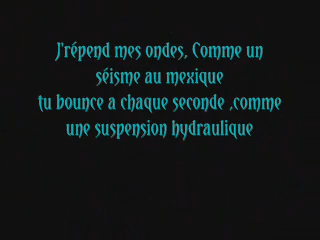 J'répend mes ondes, Comme un
séisme au mexique
tu bounce a chaque seconde ,comme
une suspension hydraulique